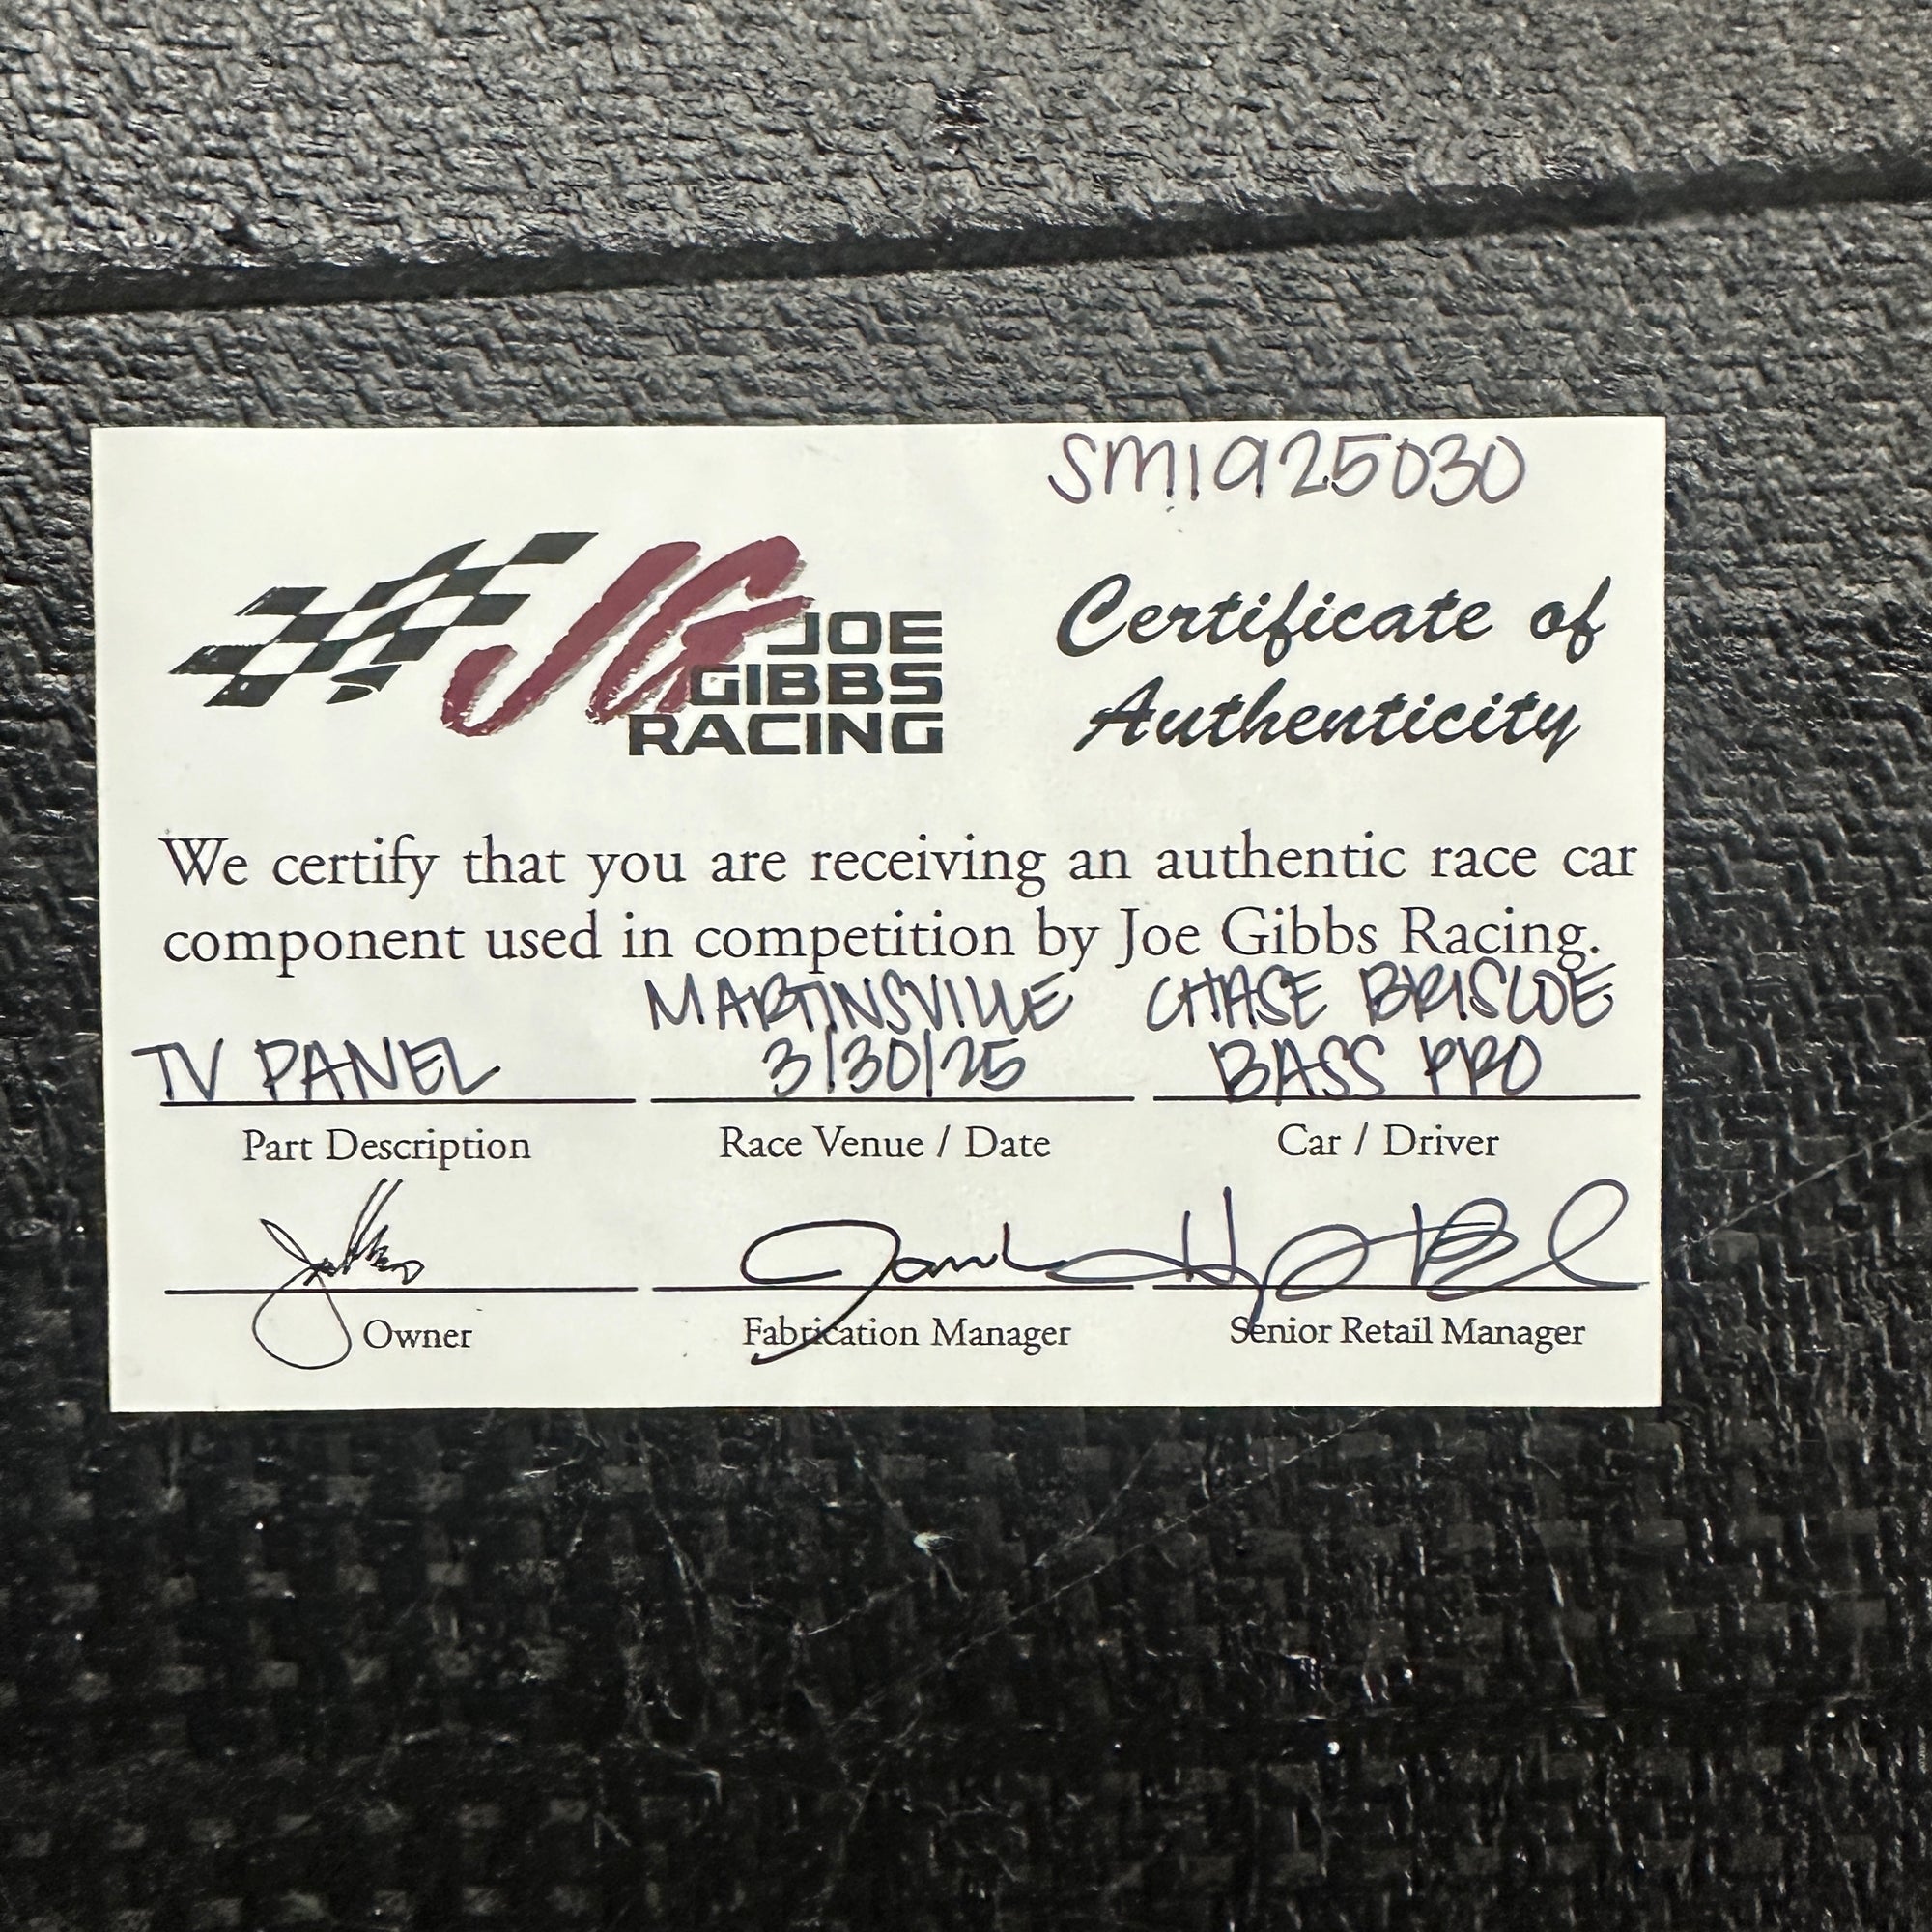 SM1925030
JOE
GIBBS
RACING
Certificate of
Authenticity
We certify that you are receiving an authentic race car
component used in competition by Joe Gibbs Racing.
MARTINSVILLE CHASE BRISCOE
TV PANEL 3/30/25 BASS PRO
Part Description Race Venue / Date Car / Driver
Owner Fabrication Manager Senior Retail Manager